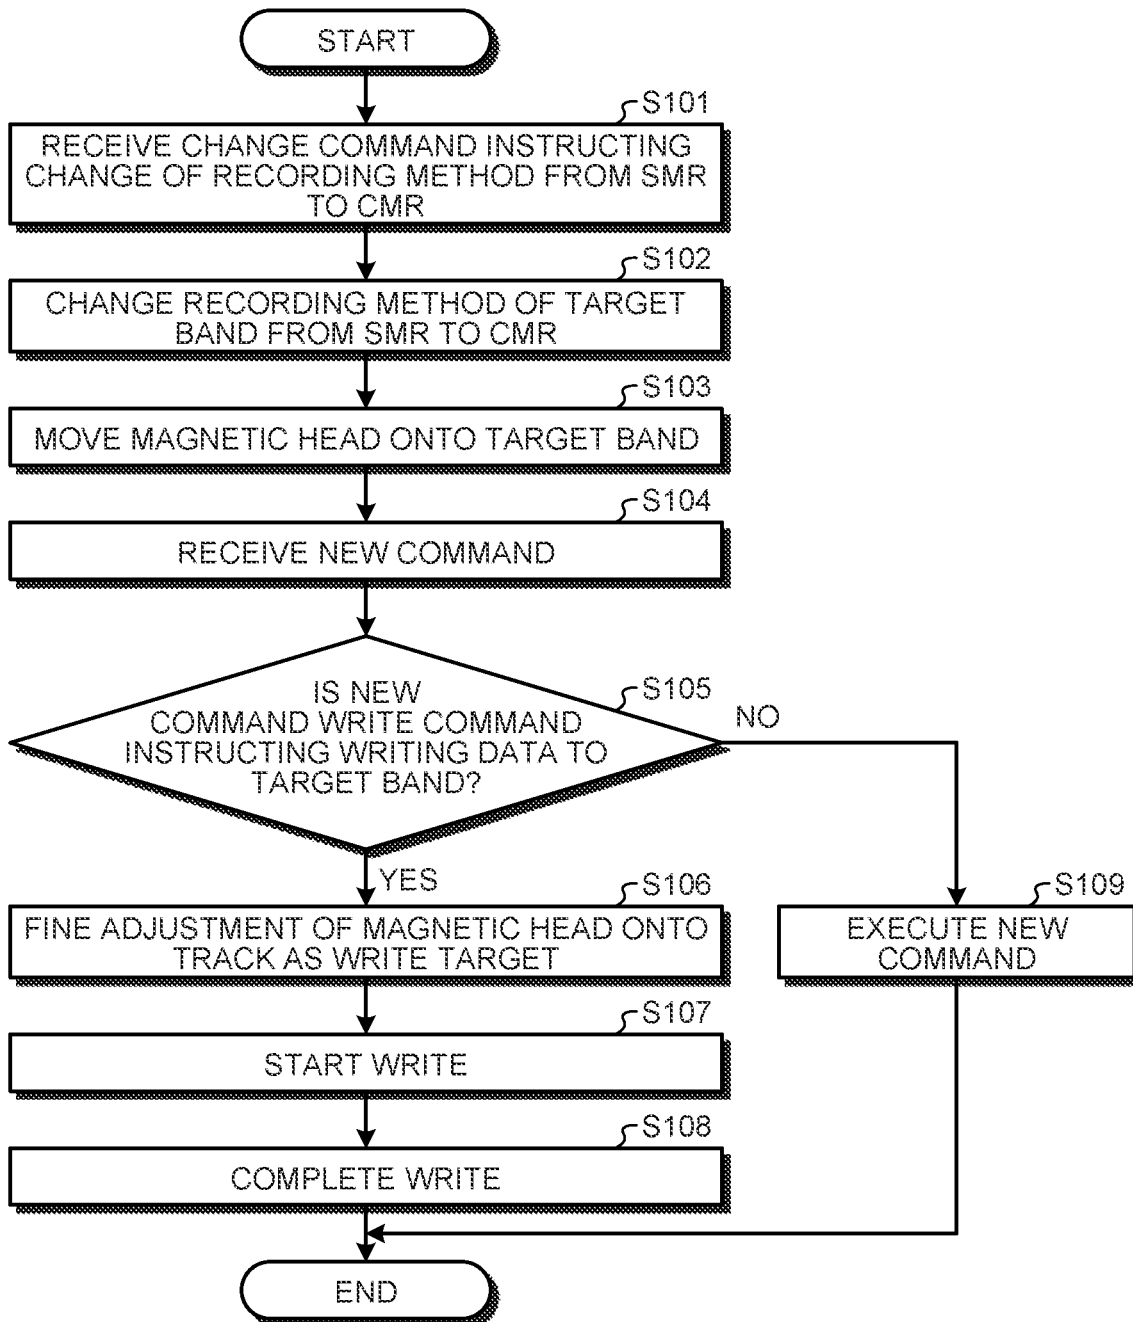 START
S101
RECEIVE CHANGE COMMAND INSTRUCTING
CHANGE OF RECORDING METHOD FROM SMR
TO CMR
S102
CHANGE RECORDING METHOD OF TARGET
BAND FROM SMR TO CMR
S103
MOVE MAGNETIC HEAD ONTO TARGET BAND
S104
RECEIVE NEW COMMAND
S105
IS NEW
COMMAND WRITE COMMAND
INSTRUCTING WRITING DATA TO
TARGET BAND?
NO
YES
S106
FINE ADJUSTMENT OF MAGNETIC HEAD ONTO
TRACK AS WRITE TARGET
S109
EXECUTE NEW
COMMAND
S107
START WRITE
S108
COMPLETE WRITE
END